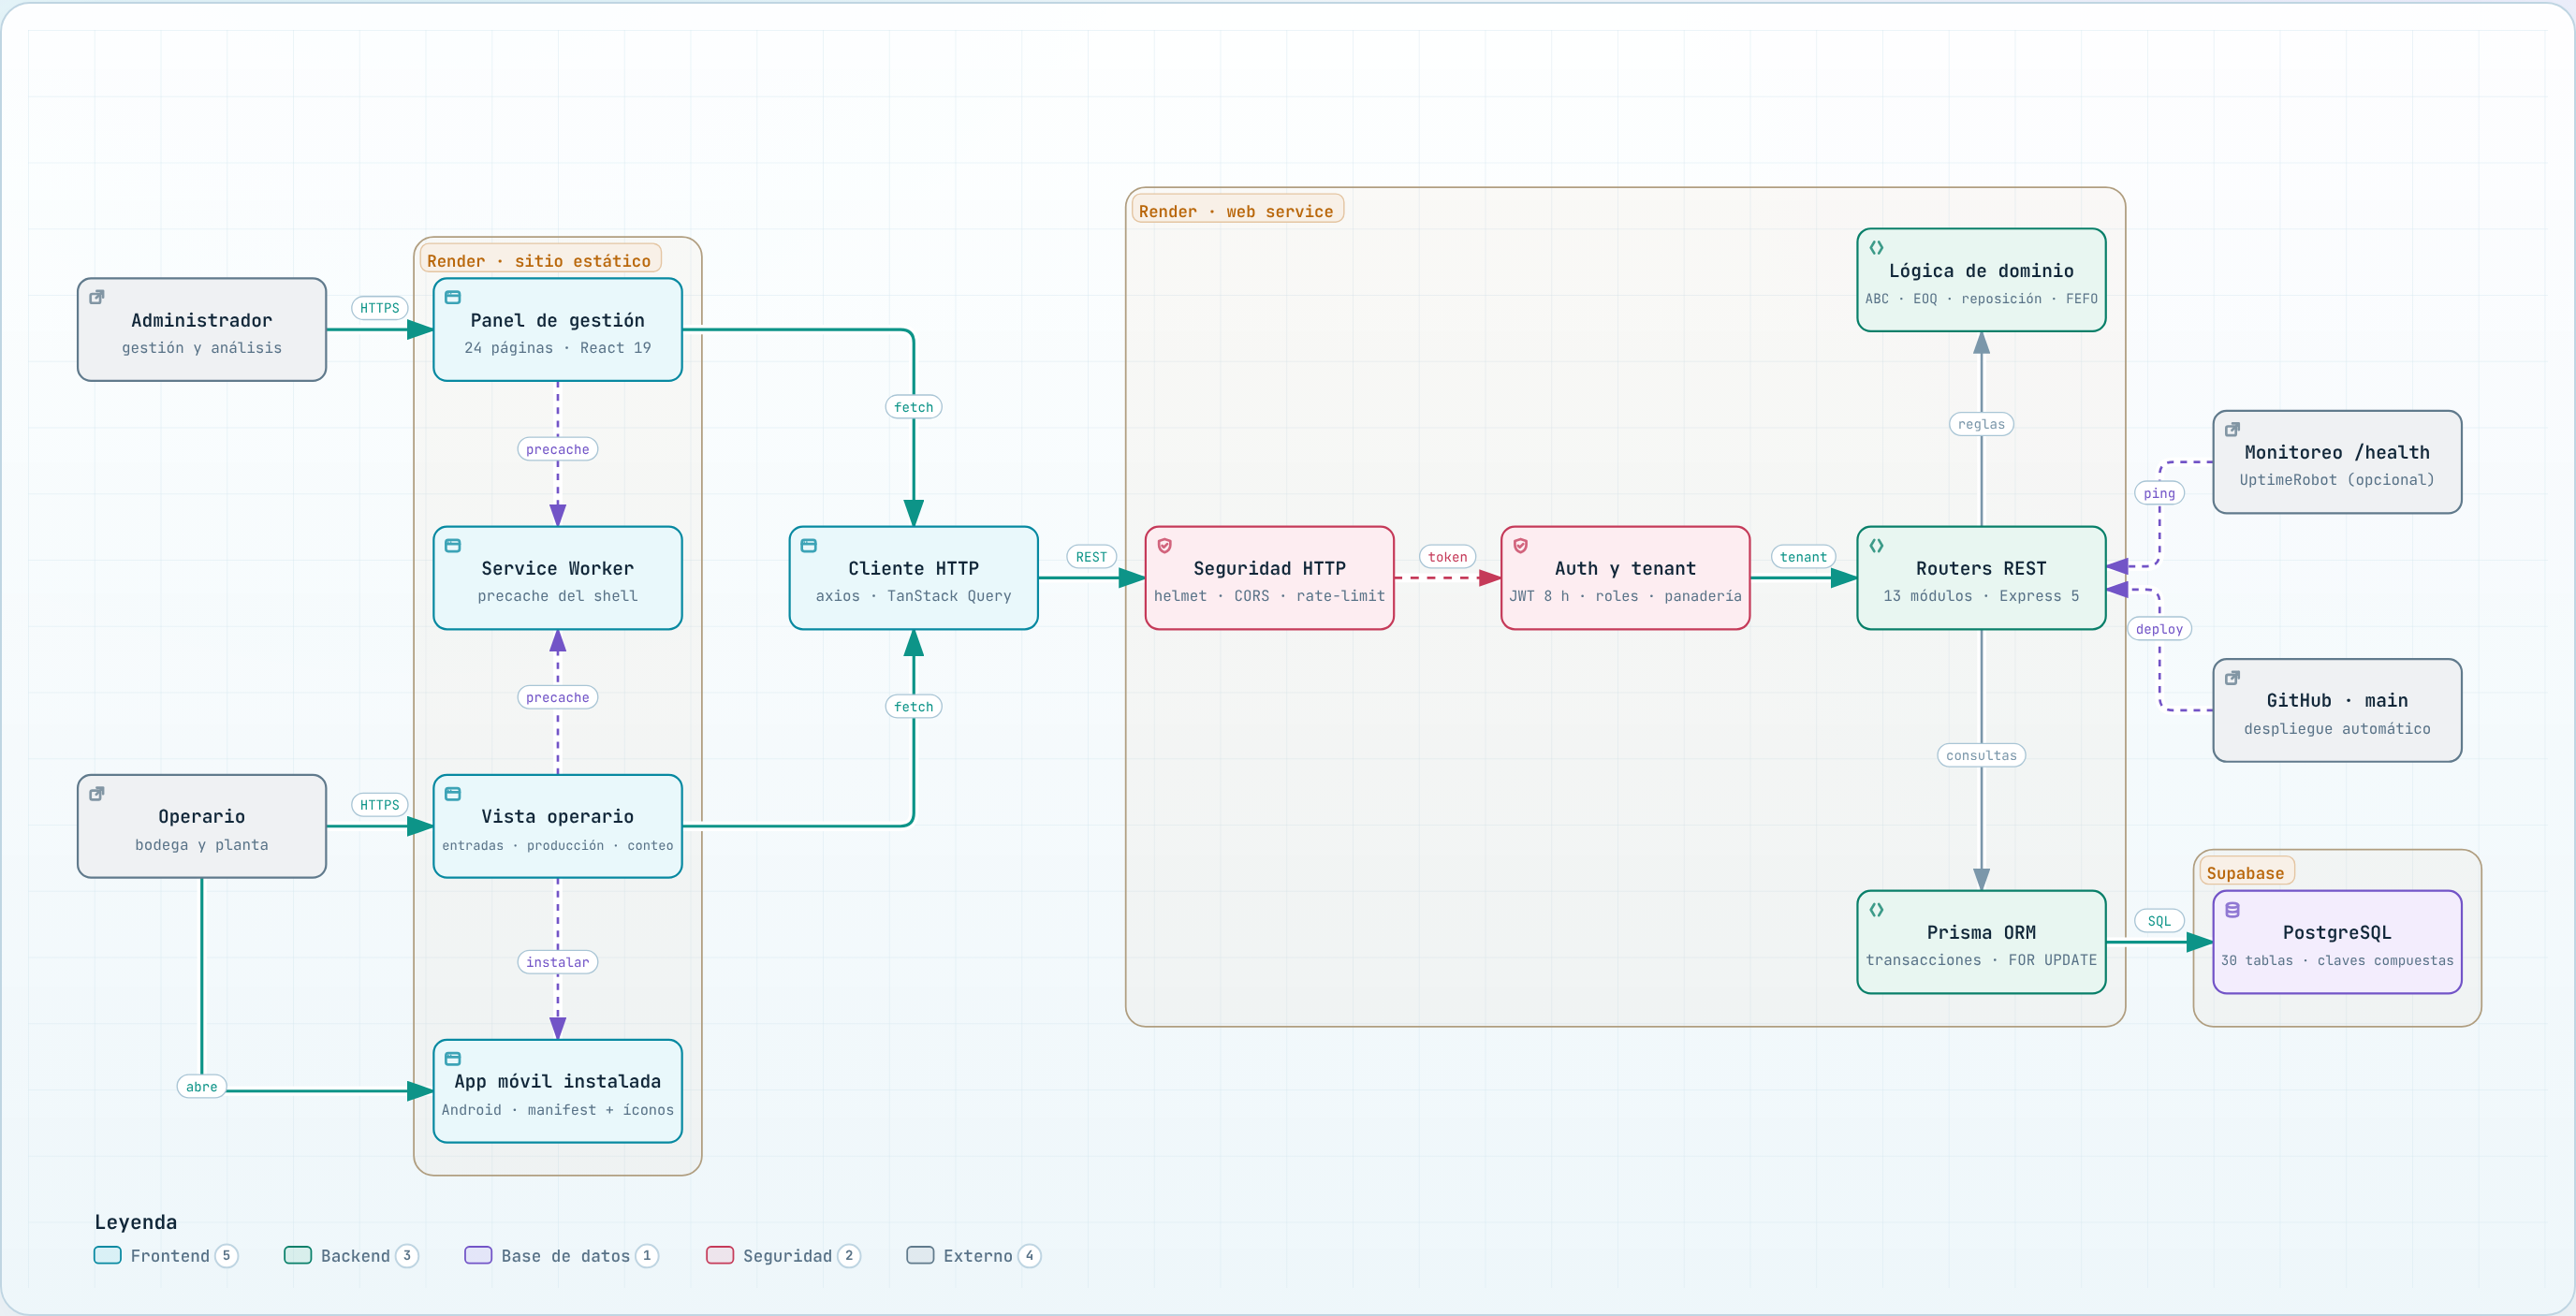 Render · web service
Lógica de dominio
ABC · EOQ · reposición · FEFO
Render · sitio estático
Administrador
gestión y análisis
HTTPS
Panel de gestión
24 páginas · React 19
fetch
reglas
precache
Monitoreo /health
UptimeRobot (opcional)
ping
Service Worker
precache del shell
Cliente HTTP
axios · TanStack Query
REST
Seguridad HTTP
helmet · CORS · rate-limit
token
Auth y tenant
JWT 8 h · roles · panadería
tenant
Routers REST
13 módulos · Express 5
deploy
GitHub · main
despliegue automático
precache
fetch
consultas
Operario
bodega y planta
HTTPS
Vista operario
entradas · producción · conteo
Supabase
Prisma ORM
transacciones · FOR UPDATE
SQL
PostgreSQL
30 tablas · claves compuestas
instalar
abre
App móvil instalada
Android · manifest + íconos
Leyenda
Frontend 5
Backend 3
Base de datos 1
Seguridad 2
Externo 4